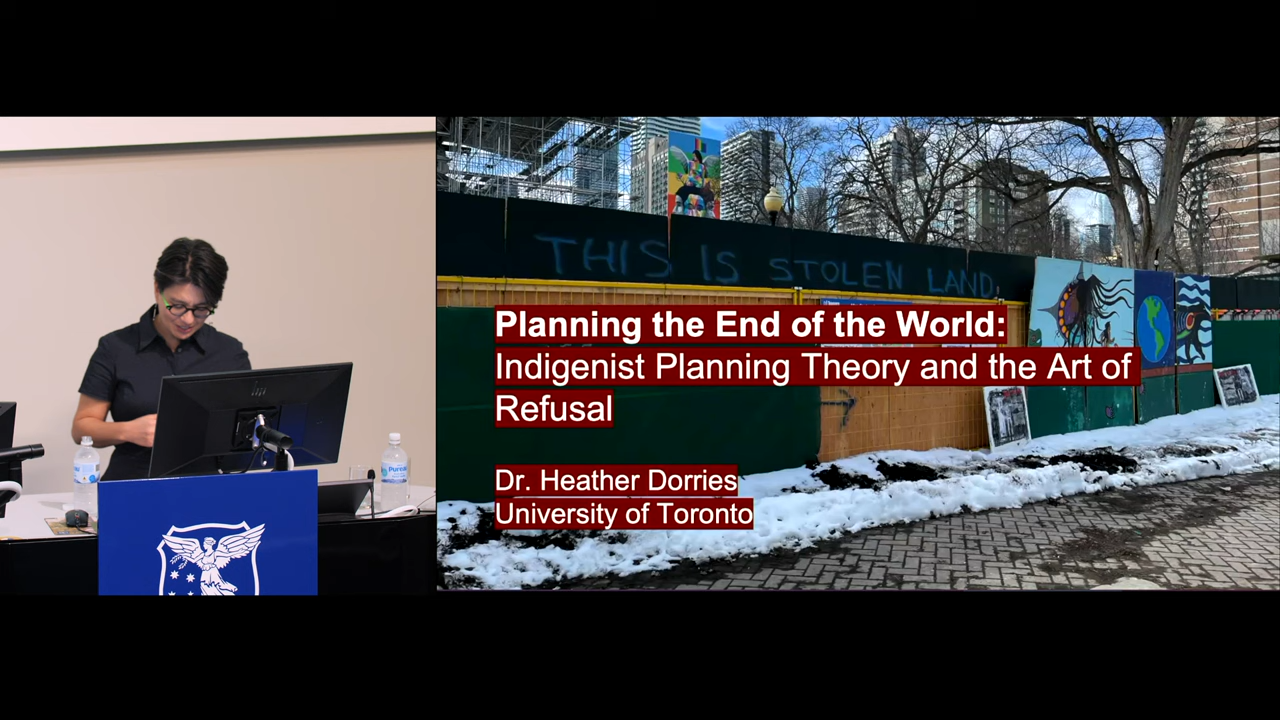 THIS IS STOLEN LAND.
Planning the End of the World:
Indigenist Planning Theory and the Art of
Refusal
Dr. Heather Dorries
University of Toronto
hp